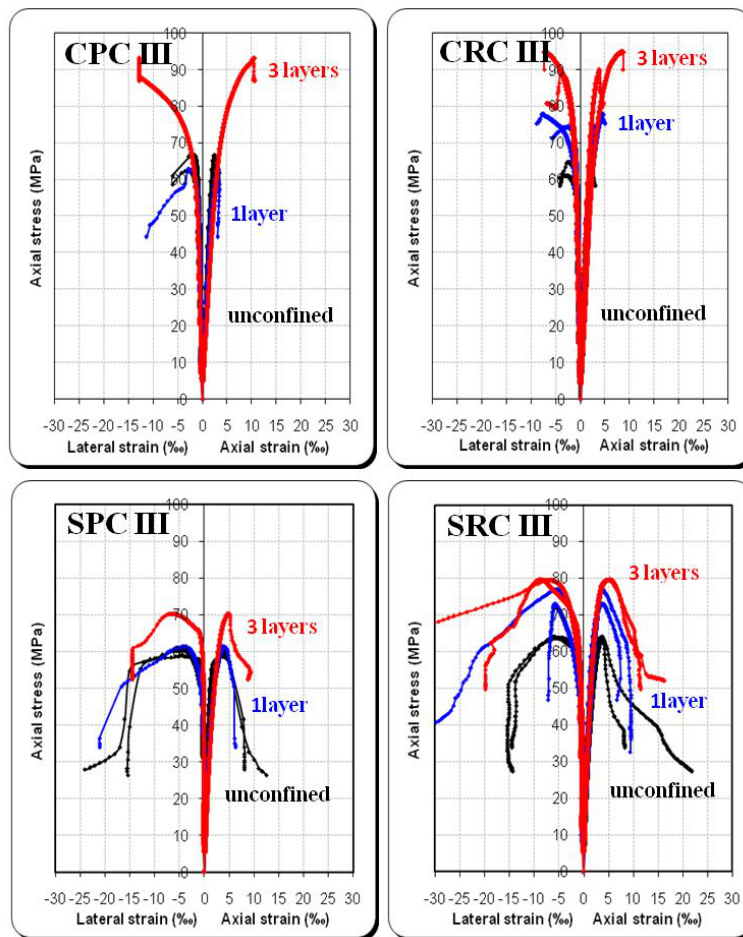 CPC III
3 layers
1layer
unconfined
Axial stress (MPa)
100
90
80
70
60
50
40
30
20
10
0
-30 -25 -20 -15 -10 -5 0 5 10 15 20 25 30
Lateral strain (‰) Axial strain (‰)
CRC III
3 layers
1layer
unconfined
Axial stress (MPa)
100
90
80
70
60
50
40
30
20
10
0
-30 -25 -20 -15 -10 -5 0 5 10 15 20 25 30
Lateral strain (‰) Axial strain (‰)
SPC III
3 layers
1layer
unconfined
Axial stress (MPa)
100
90
80
70
60
50
40
30
20
10
0
-30 -25 -20 -15 -10 -5 0 5 10 15 20 25 30
Lateral strain (‰) Axial strain (‰)
SRC III
3 layers
1layer
unconfined
Axial stress (MPa)
100
90
80
70
60
50
40
30
20
10
0
-30 -25 -20 -15 -10 -5 0 5 10 15 20 25 30
Lateral strain (‰) Axial strain (‰)